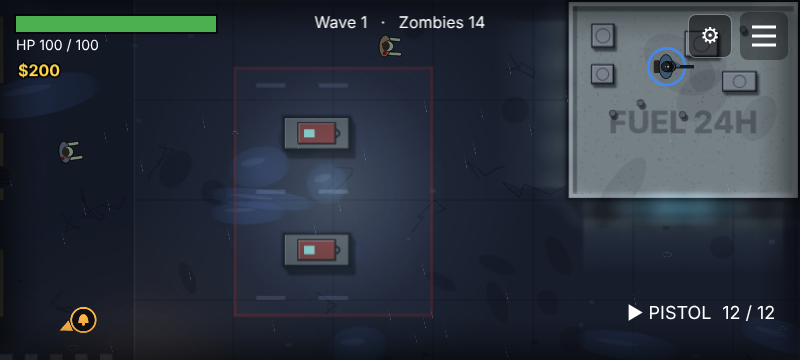 Wave 1 · Zombies 14
HP 100 / 100
$200
FUEL 24H
PISTOL 12 / 12